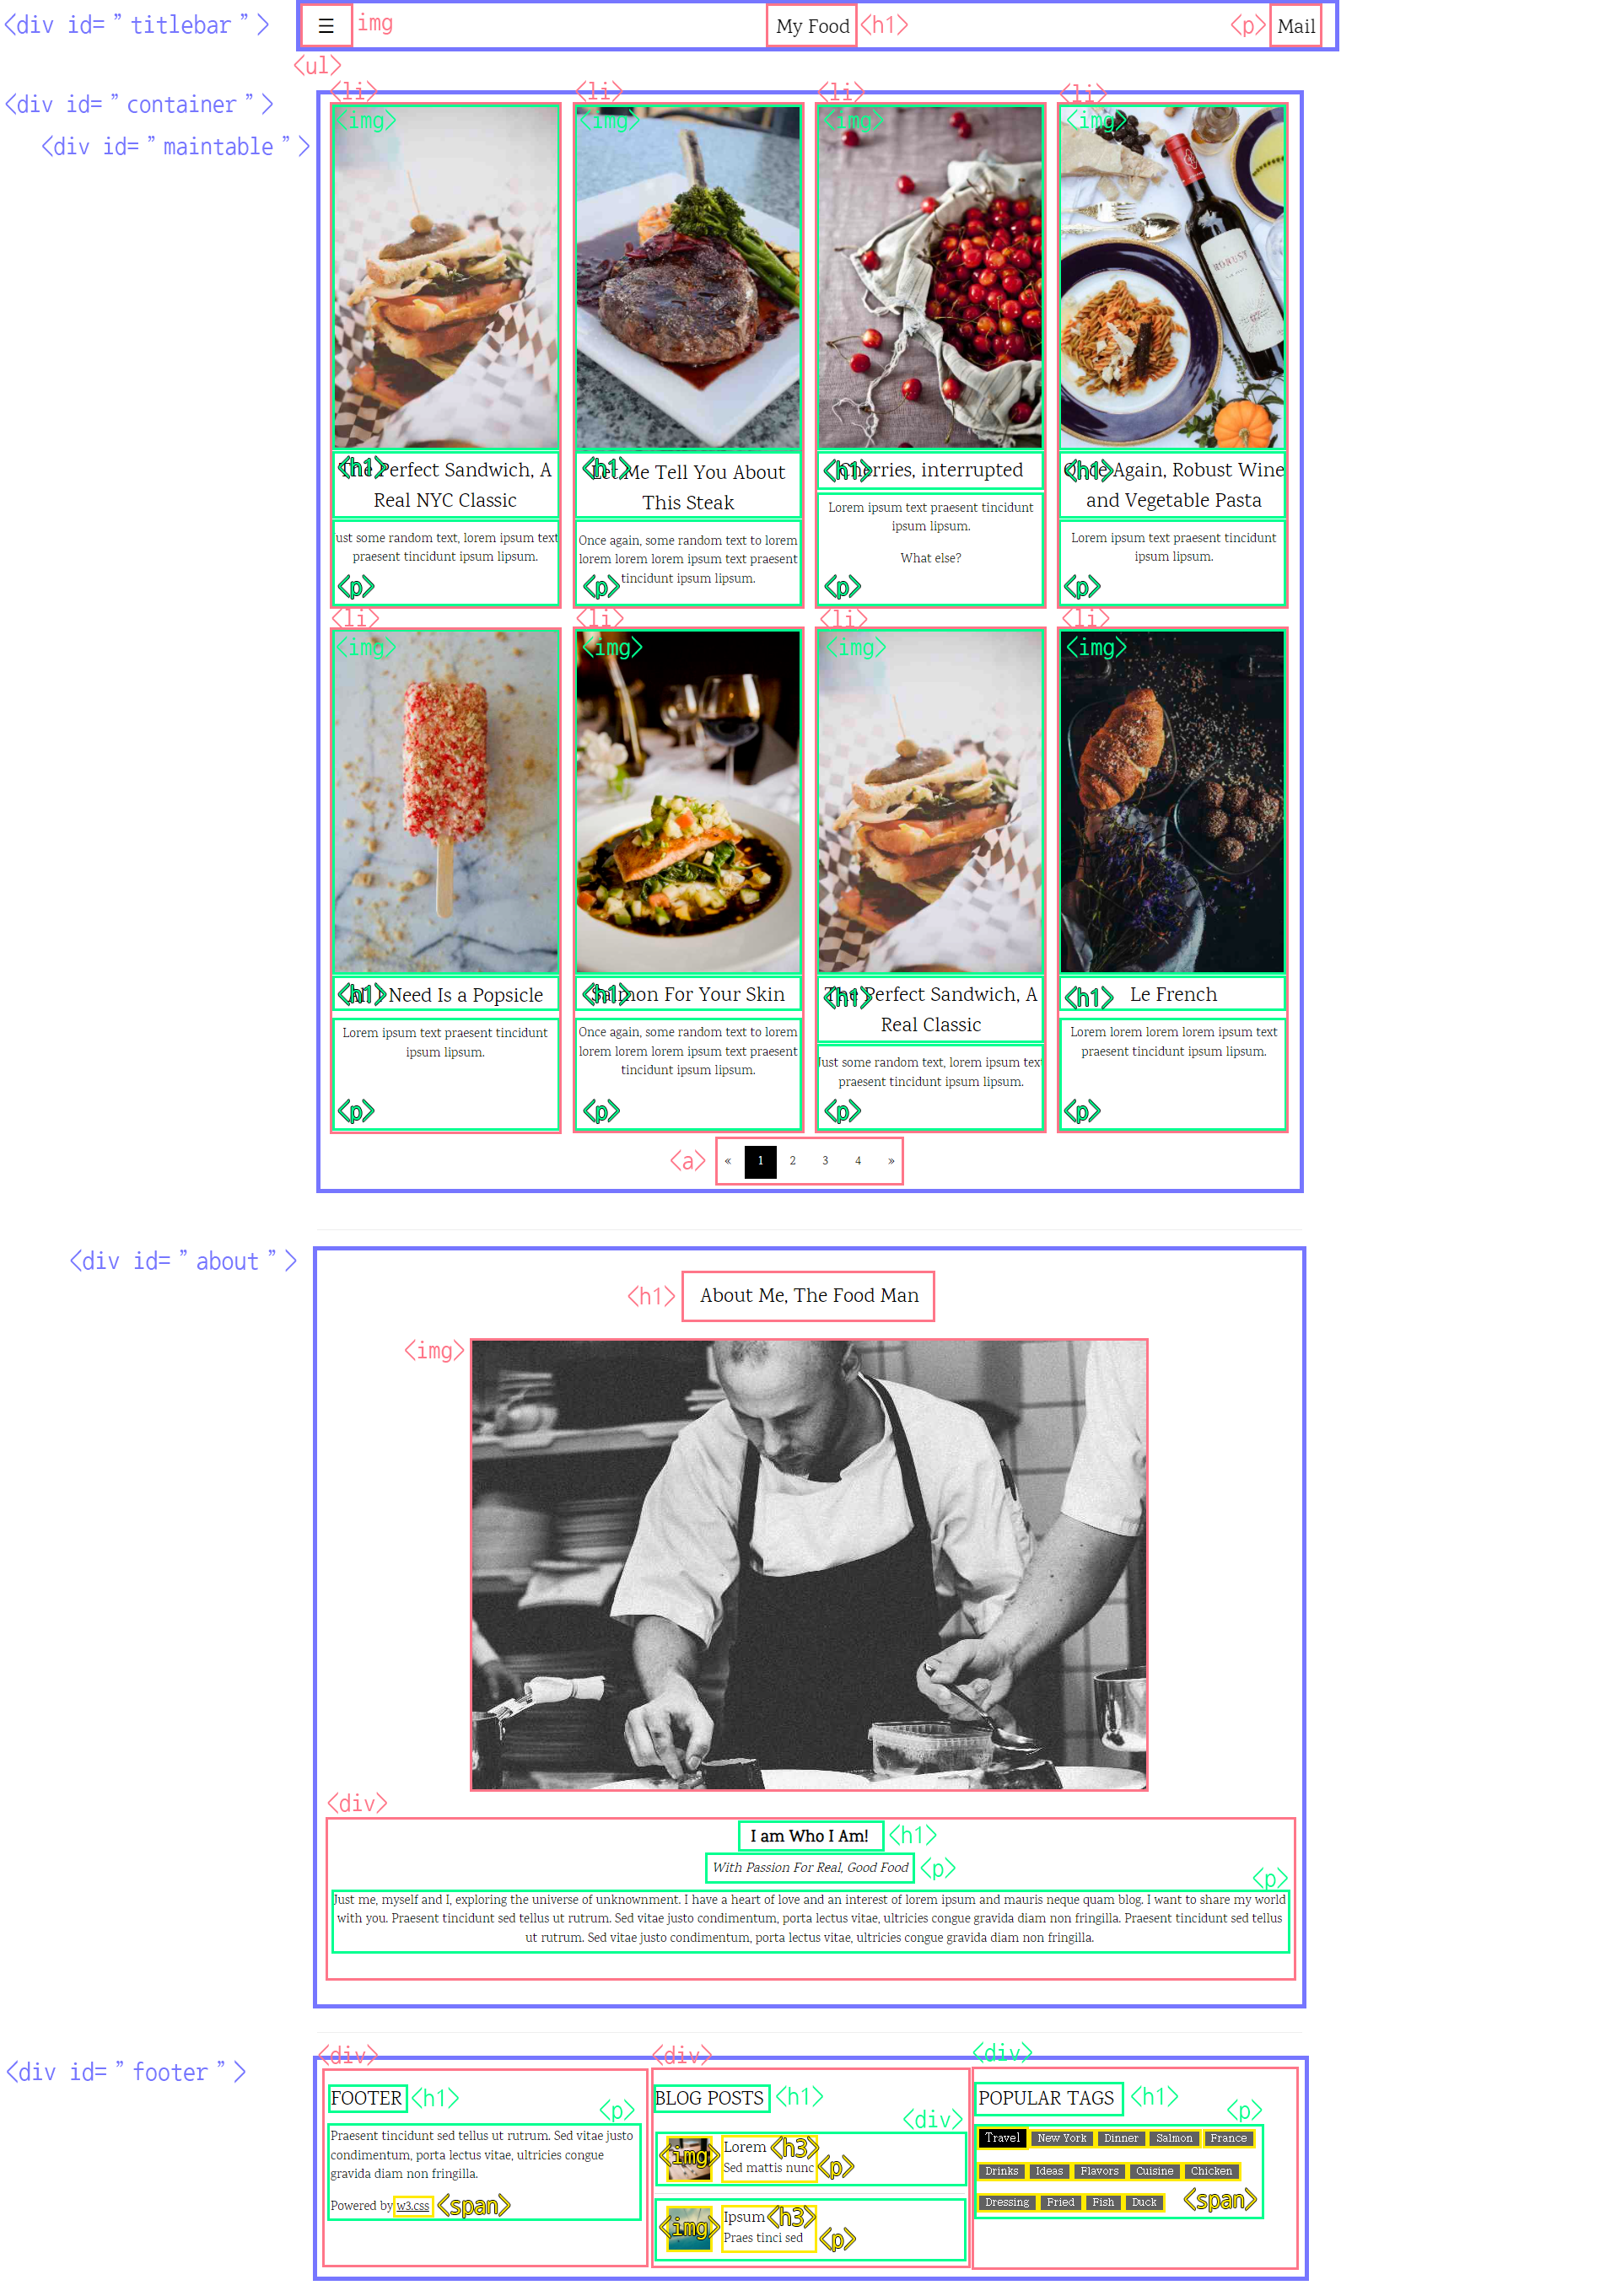 <div id="titlebar">
☰ img My Food <h1> <p> Mail
<ul>
<div id="container">
<div id="maintable">
<li> <li> <li> <li>
<img> <img> <img> <img>
ROBUST
<h1> The Perfect Sandwich, A
Real NYC Classic
Just some random text, lorem ipsum text
praesent tincidunt ipsum lipsum.
<p>
<h1> Let Me Tell You About
This Steak
Once again, some random text to lorem
lorem lorem lorem ipsum text praesent
tincidunt ipsum lipsum.
<p>
<h1> Cherries, interrupted
Lorem ipsum text praesent tincidunt
ipsum lipsum.
What else?
<p>
<h1> Once Again, Robust Wine
and Vegetable Pasta
Lorem ipsum text praesent tincidunt
ipsum lipsum.
<p>
<li> <li> <li> <li>
<img> <img> <img> <img>
<h1> All I Need Is a Popsicle
Lorem ipsum text praesent tincidunt
ipsum lipsum.
<p>
<h1> Salmon For Your Skin
Once again, some random text to lorem
lorem lorem lorem ipsum text praesent
tincidunt ipsum lipsum.
<p>
<h1> The Perfect Sandwich, A
Real Classic
Just some random text, lorem ipsum text
praesent tincidunt ipsum lipsum.
<p>
<h1> Le French
Lorem lorem lorem lorem ipsum text
praesent tincidunt ipsum lipsum.
<p>
<a> « 1 2 3 4 »
<div id="about">
<h1> About Me, The Food Man
<img>
<div>
I am Who I Am! <h1>
With Passion For Real, Good Food <p>
<p>
Just me, myself and I, exploring the universe of unknownment. I have a heart of love and an interest of lorem ipsum and mauris neque quam blog. I want to share my world
with you. Praesent tincidunt sed tellus ut rutrum. Sed vitae justo condimentum, porta lectus vitae, ultricies congue gravida diam non fringilla. Praesent tincidunt sed tellus
ut rutrum. Sed vitae justo condimentum, porta lectus vitae, ultricies congue gravida diam non fringilla.
<div id="footer">
<div> <div> <div>
FOOTER <h1>
<p>
Praesent tincidunt sed tellus ut rutrum. Sed vitae justo
condimentum, porta lectus vitae, ultricies congue
gravida diam non fringilla.
Powered by w3.css <span>
BLOG POSTS <h1>
<div>
<img> Lorem <h3>
Sed mattis nunc <p>
<img> Ipsum <h3>
Praes tinci sed <p>
POPULAR TAGS <h1>
<p>
Travel New York Dinner Salmon France
Drinks Ideas Flavors Cuisine Chicken
Dressing Fried Fish Duck <span>